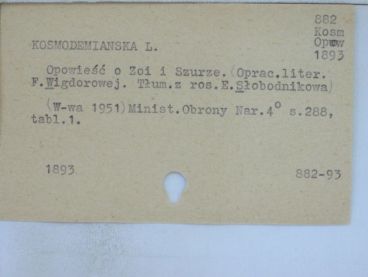 882
Kosm
Opow
1893
KOSMODEMIANSKA L.
Opowieść o Zoi i Szurze.(Oprac.liter.
F.Wigdorowej. Tłum.z ros.E.Słobodnikowa)
(W-wa 1951)Minist.Obrony Nar.4° s.288,
tabl.1.
1893 882-93